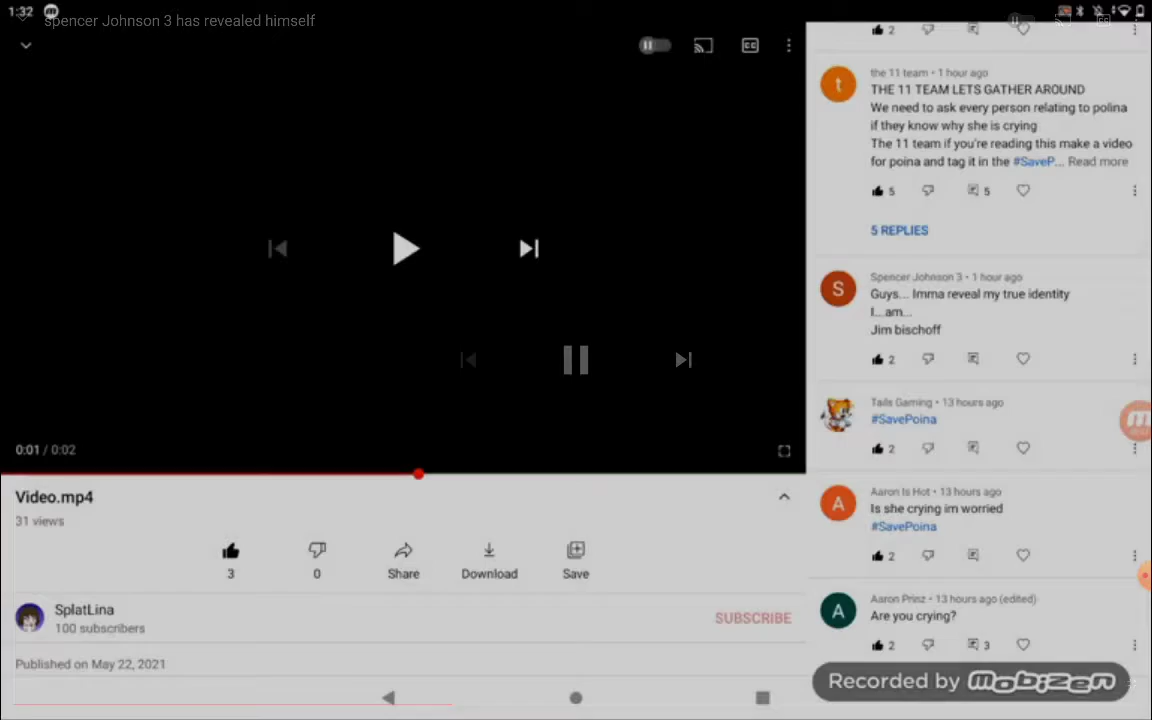 1:32
spencer Johnson 3 has revealed himself
CC
0:01 / 0:02
Video.mp4
31 views
3
0
Share
Download
Save
SplatLina
100 subscribers
SUBSCRIBE
Published on May 22, 2021
2
the 11 team • 1 hour ago
THE 11 TEAM LETS GATHER AROUND
We need to ask every person relating to polina
if they know why she is crying
The 11 team if you're reading this make a video
for poina and tag it in the #SaveP... Read more
5 5
5 REPLIES
Spencer Johnson 3 • 1 hour ago
Guys... Imma reveal my true identity
I...am...
Jim bischoff
2
Tails Gaming • 13 hours ago
#SavePoina
2
Aaron Is Hot • 13 hours ago
Is she crying im worried
#SavePoina
2
Aaron Prinz • 13 hours ago (edited)
Are you crying?
2 3
t
S
A
A
Recorded by mobizen